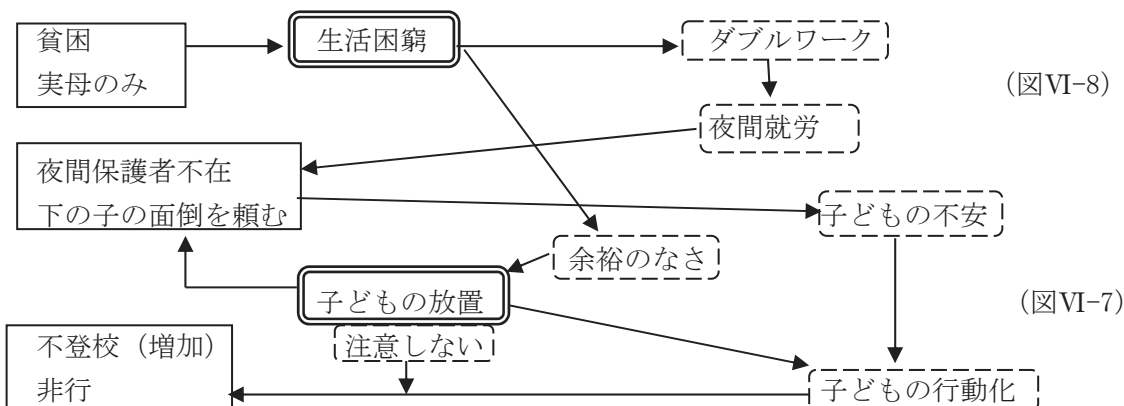 貧困
実母のみ
生活困窮
ダブルワーク
(図Ⅵ-8)
夜間就労
夜間保護者不在
下の子の面倒を頼む
子どもの不安
余裕のなさ
子どもの放置
(図Ⅵ-7)
注意しない
不登校（増加）
非行
子どもの行動化